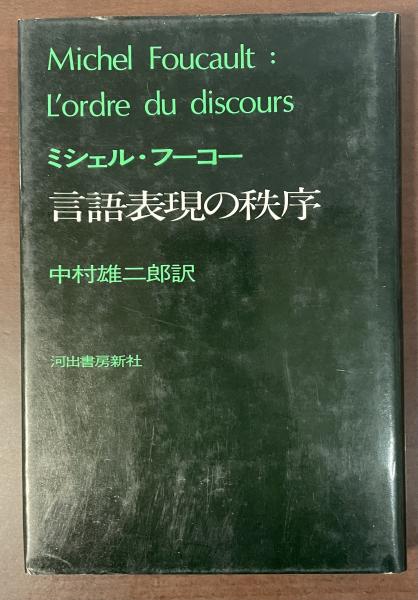 Michel Foucault :
L'ordre du discours
ミシェル・フーコー
言語表現の秩序
中村雄二郎訳
河出書房新社